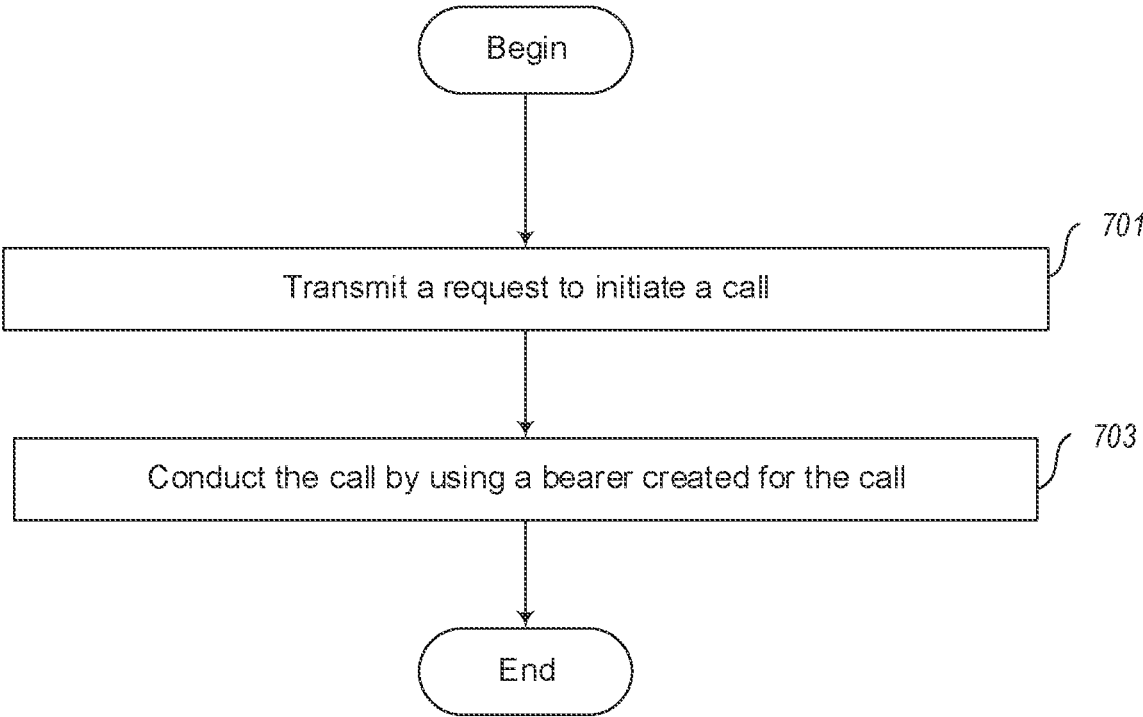 Begin
701
Transmit a request to initiate a call
703
Conduct the call by using a bearer created for the call
End